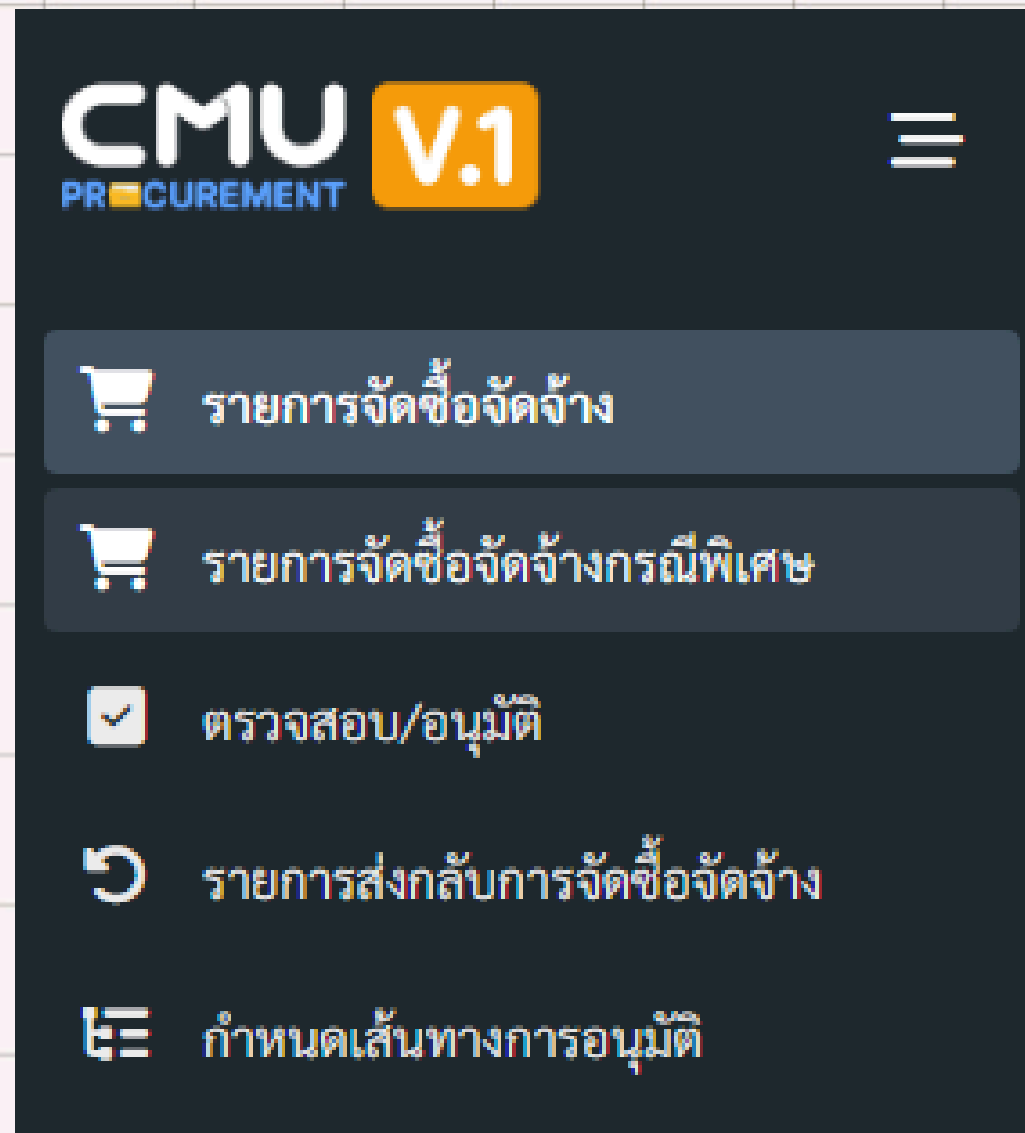 CMU V.1
PROCUREMENT
รายการจัดซื้อจัดจ้าง
รายการจัดซื้อจัดจ้างกรณีพิเศษ
ตรวจสอบ/อนุมัติ
รายการส่งกลับการจัดซื้อจัดจ้าง
กำหนดเส้นทางการอนุมัติ